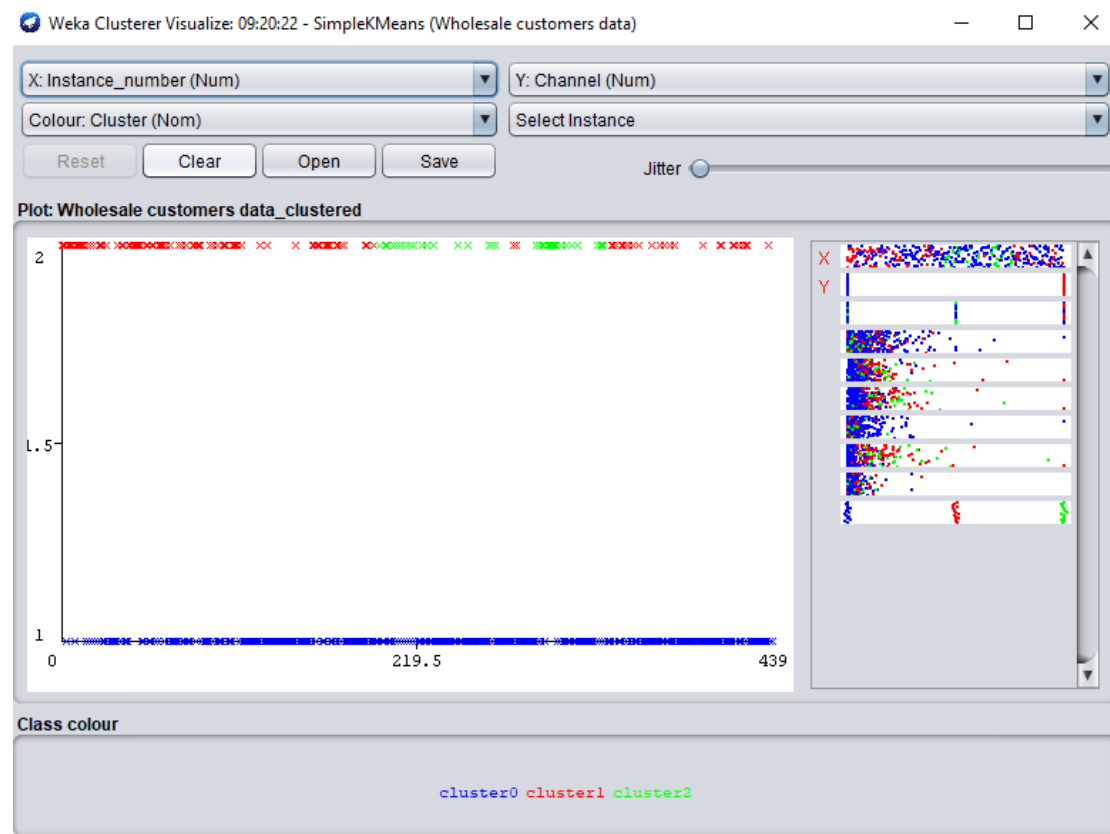 Weka Clusterer Visualize: 09:20:22 - SimpleKMeans (Wholesale customers data)
X: Instance_number (Num) Y: Channel (Num)
Colour: Cluster (Nom) Select Instance
Reset Clear Open Save Jitter
Plot: Wholesale customers data_clustered
2
1.5
1
0 219.5 439
X
Y
Class colour
cluster0 cluster1 cluster2